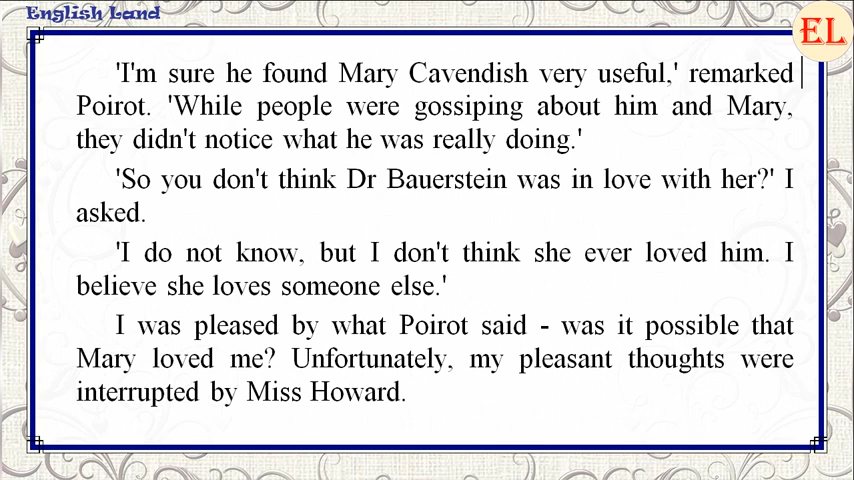 English Land
EL
'I'm sure he found Mary Cavendish very useful,' remarked
Poirot. 'While people were gossiping about him and Mary,
they didn't notice what he was really doing.'
'So you don't think Dr Bauerstein was in love with her?' I
asked.
'I do not know, but I don't think she ever loved him. I
believe she loves someone else.'
I was pleased by what Poirot said - was it possible that
Mary loved me? Unfortunately, my pleasant thoughts were
interrupted by Miss Howard.